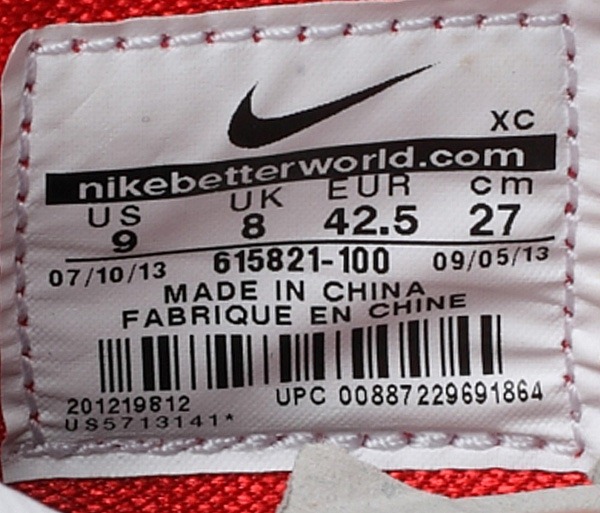 XC
nikebetterworld.com
US UK EUR cm
9 8 42.5 27
07/10/13 615821-100 09/05/13
MADE IN CHINA
FABRIQUE EN CHINE
201219812 UPC 00887229691864
US5713141*